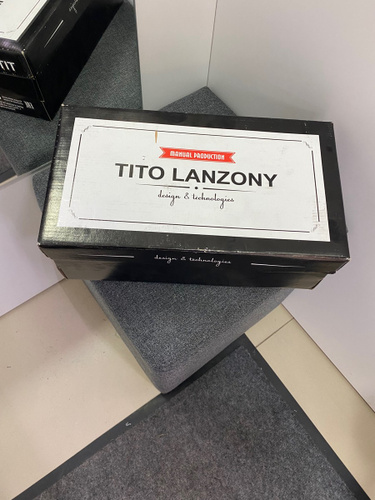 MANUAL PRODUCTION
TITO LANZONY
design & technologies
design & technologies